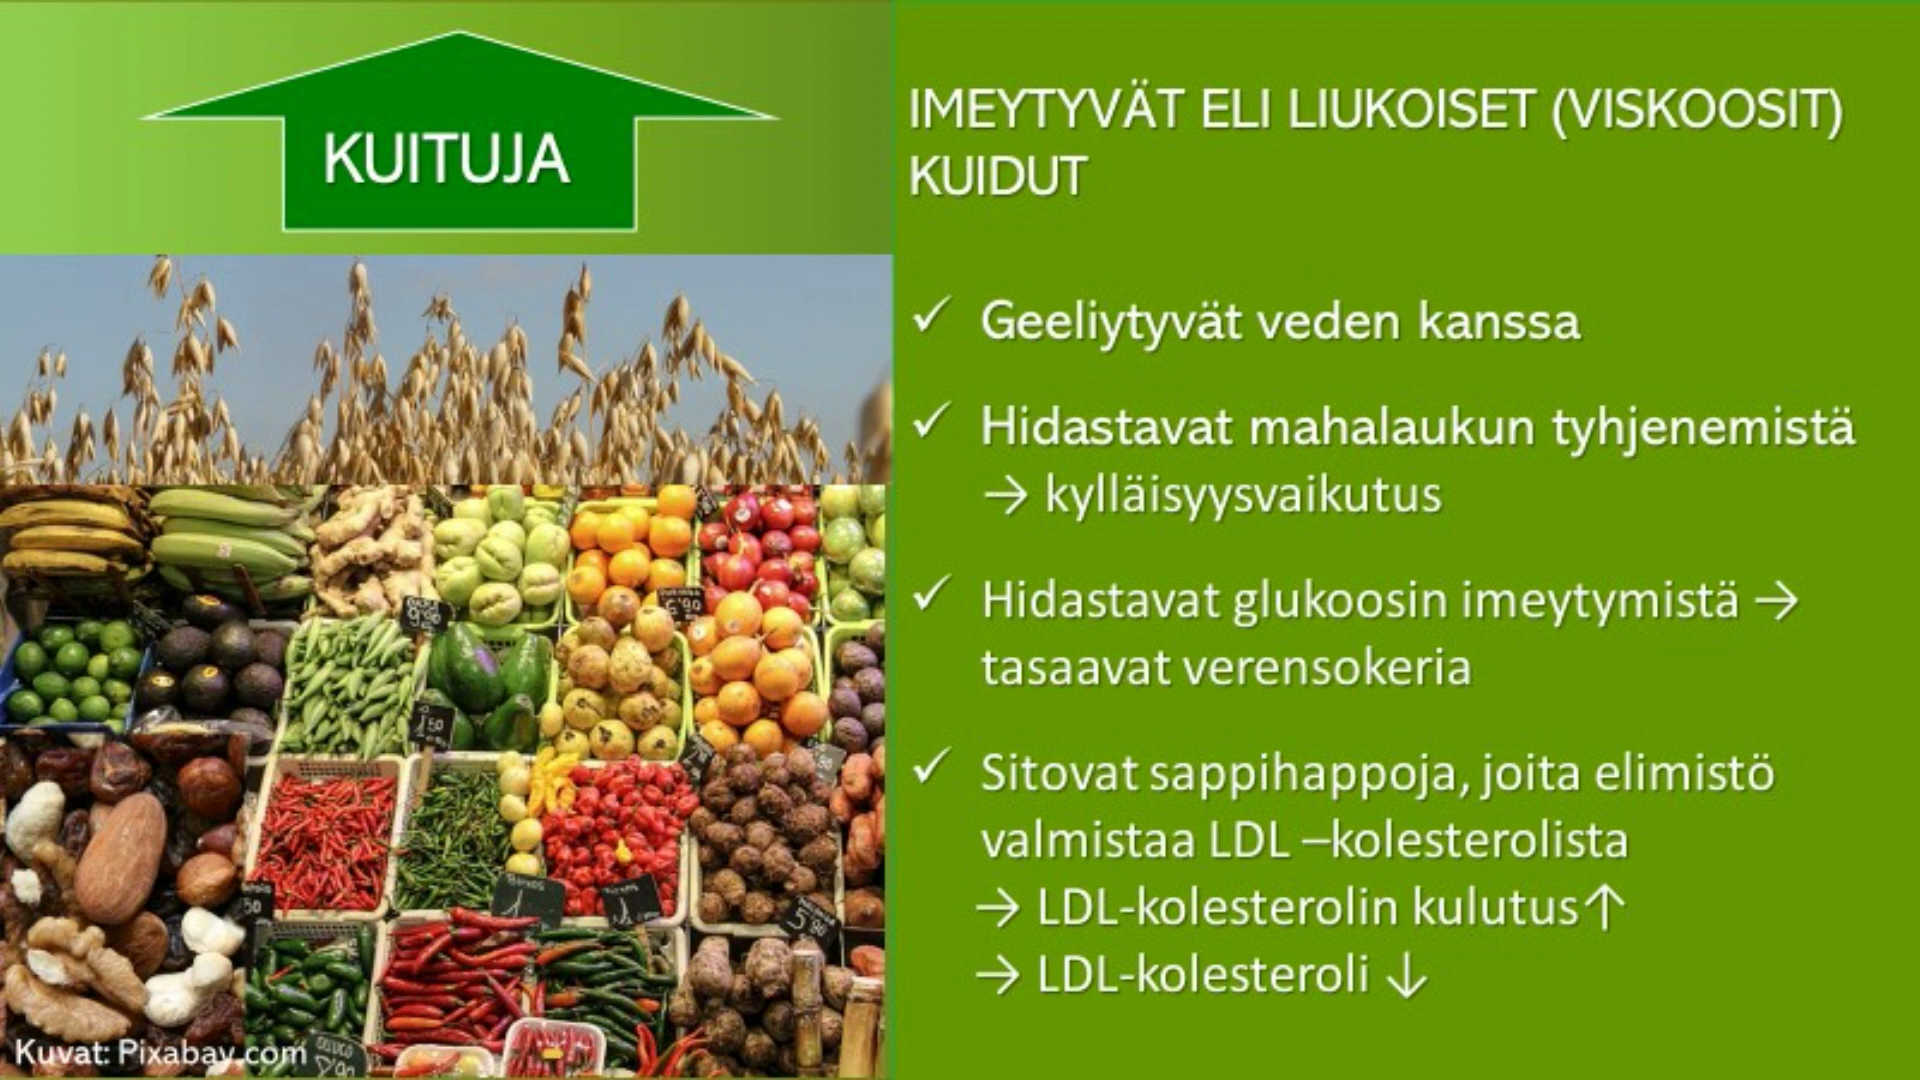 KUITUJA
IMEYTYVÄT ELI LIUKOISET (VISKOOSIT)
KUIDUT
✓ Geeliytyvät veden kanssa
✓ Hidastavat mahalaukun tyhjenemistä
→ kylläisyysvaikutus
✓ Hidastavat glukoosin imeytymistä →
tasaavat verensokeria
✓ Sitovat sappihappoja, joita elimistö
valmistaa LDL –kolesterolista
→ LDL-kolesterolin kulutus↑
→ LDL-kolesteroli ↓
Kuvat: Pixabay.com